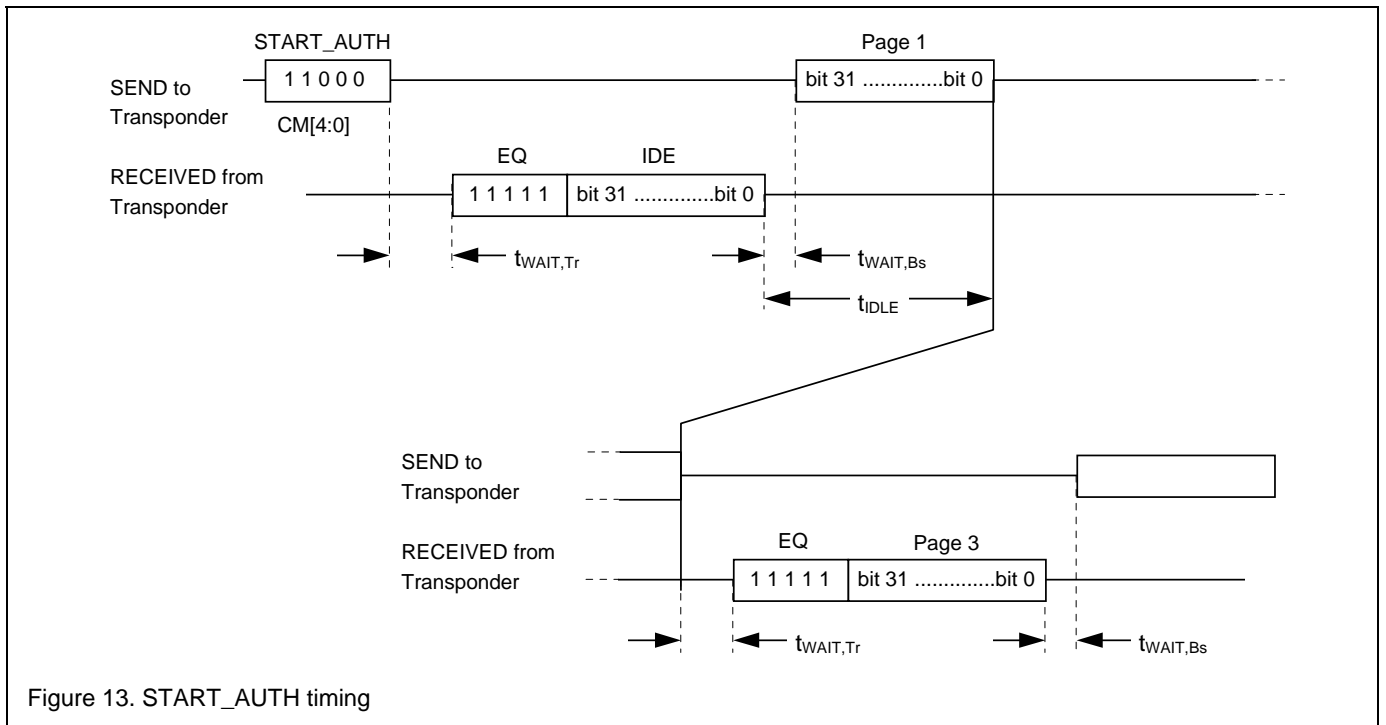 START_AUTH Page 1
SEND to Transponder 1 1 0 0 0 bit 31 ..............bit 0
CM[4:0]
EQ IDE
RECEIVED from Transponder 1 1 1 1 1 bit 31 ..............bit 0
tWAIT,Tr tWAIT,Bs
tIDLE
SEND to Transponder
EQ Page 3
RECEIVED from Transponder 1 1 1 1 1 bit 31 ..............bit 0
tWAIT,Tr tWAIT,Bs
Figure 13. START_AUTH timing